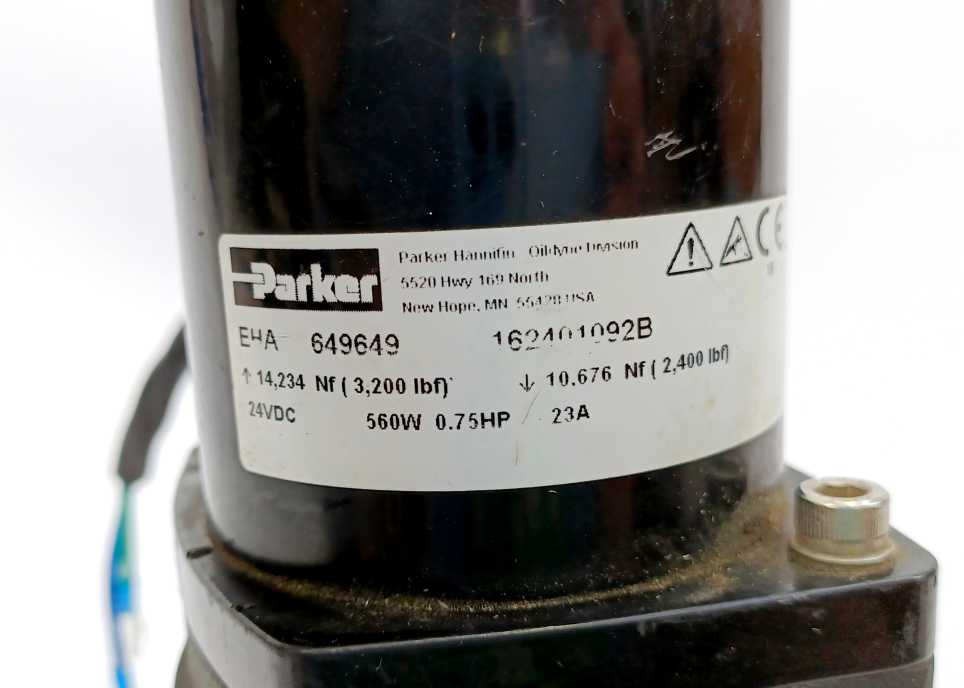 Parker
Parker Hannifin Oildyne Division
5520 Hwy 169 North
New Hope, MN 55428 USA
EHA 649649 162401092B
↑ 14,234 Nf ( 3,200 lbf) ↓ 10,676 Nf ( 2,400 lbf)
24VDC 560W 0.75HP / 23A
CE